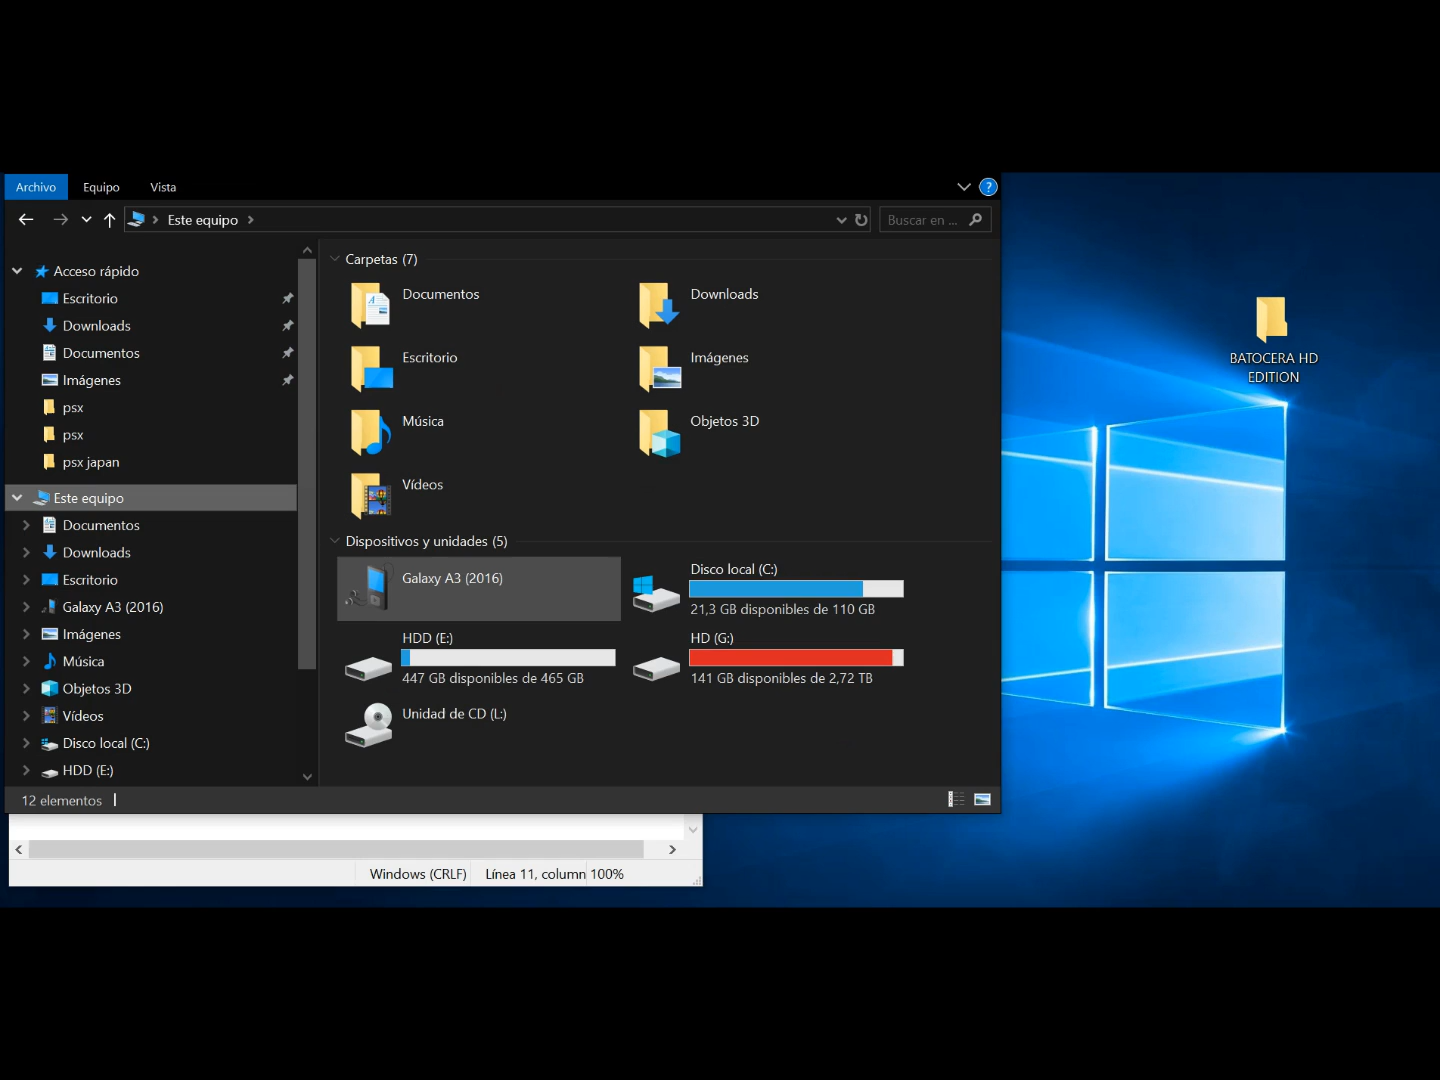 Archivo Equipo Vista
Este equipo
Buscar en ...
Acceso rápido
Escritorio
Downloads
Documentos
Imágenes
psx
psx
psx japan
Este equipo
Documentos
Downloads
Escritorio
Galaxy A3 (2016)
Imágenes
Música
Objetos 3D
Vídeos
Disco local (C:)
HDD (E:)
Carpetas (7)
Documentos
Downloads
Escritorio
Imágenes
Música
Objetos 3D
Vídeos
Dispositivos y unidades (5)
Galaxy A3 (2016)
Disco local (C:)
21,3 GB disponibles de 110 GB
HDD (E:)
447 GB disponibles de 465 GB
HD (G:)
141 GB disponibles de 2,72 TB
Unidad de CD (L:)
12 elementos
Windows (CRLF) Línea 11, column 100%
BATOCERA HD
EDITION